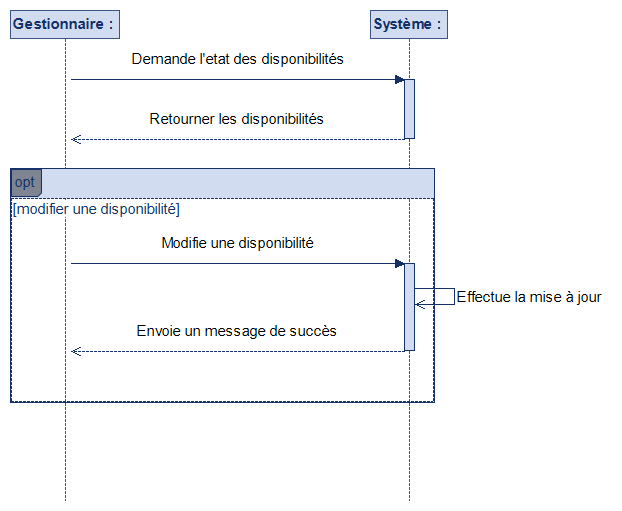 Gestionnaire :
Système :
Demande l'etat des disponibilités
Retourner les disponibilités
opt
[modifier une disponibilité]
Modifie une disponibilité
Effectue la mise à jour
Envoie un message de succès